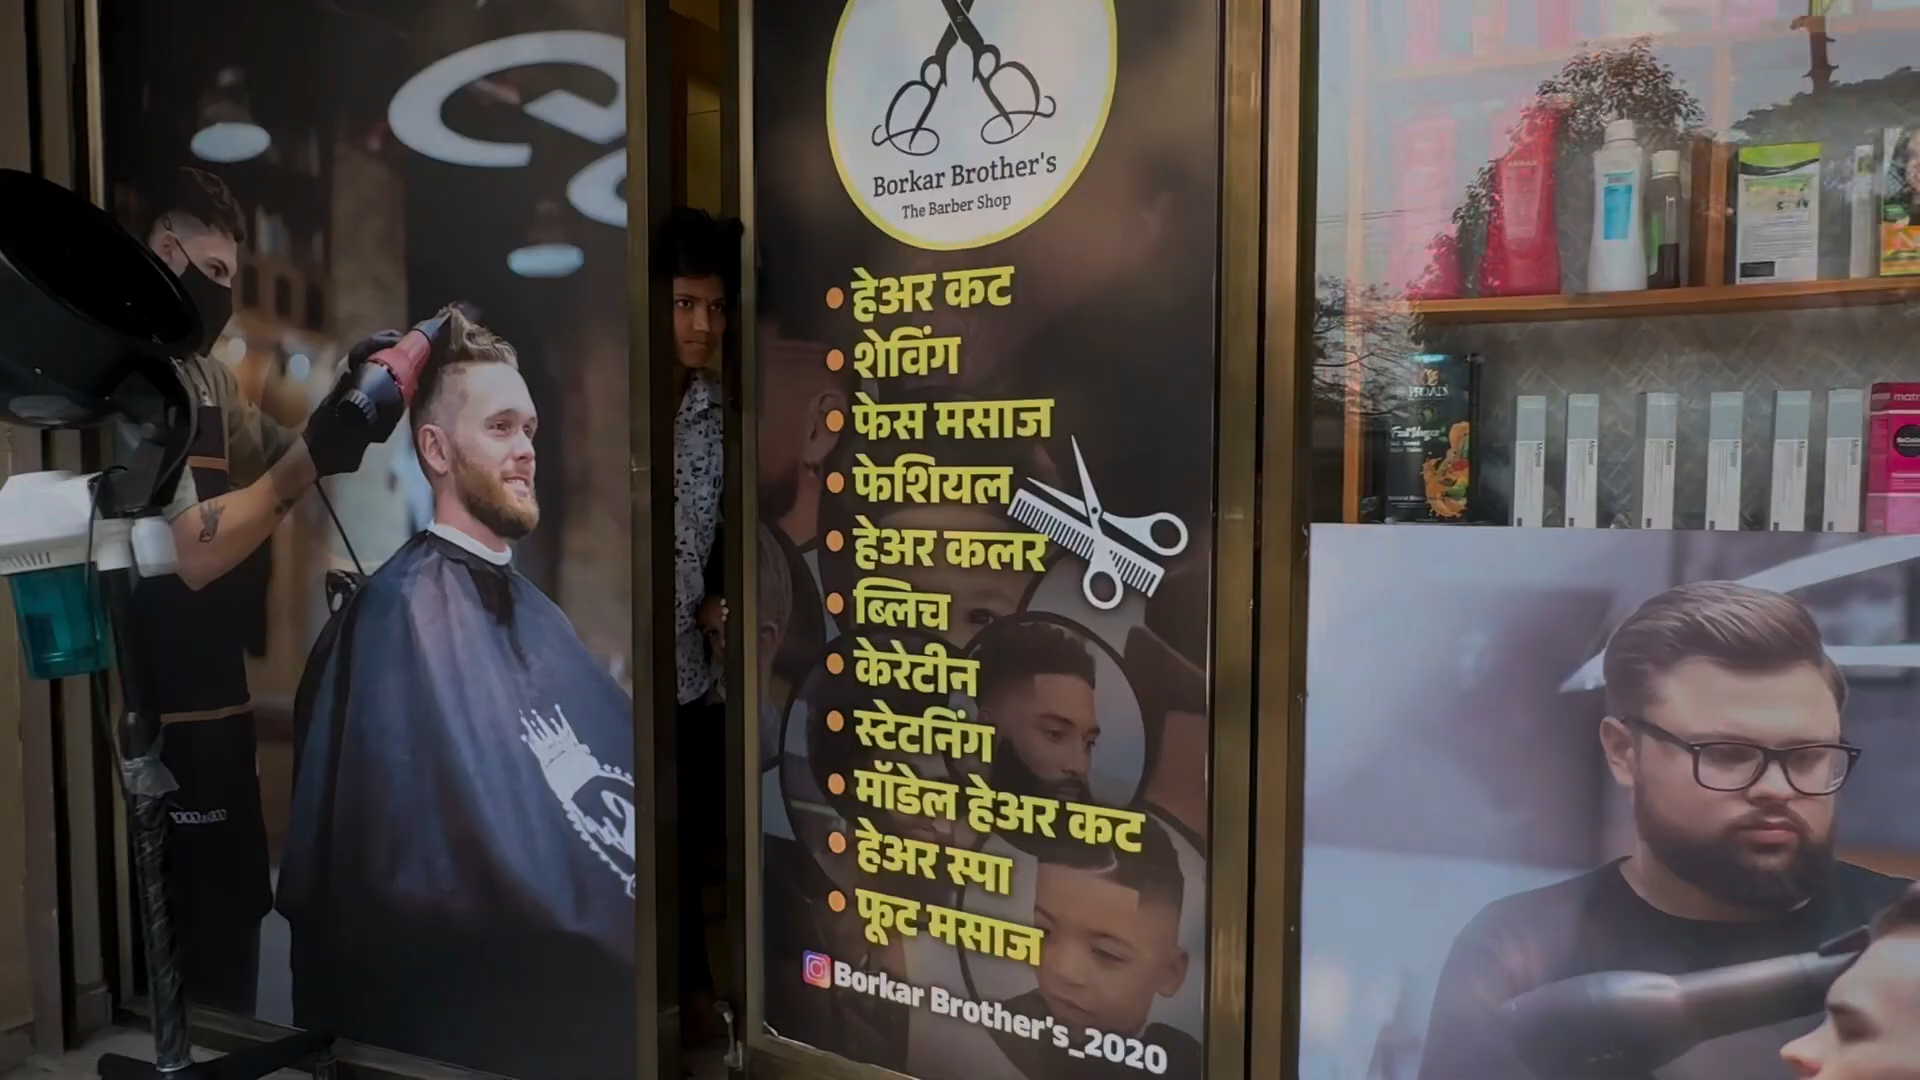 Borkar Brother's
The Barber Shop
हेअर कट
शेविंग
फेस मसाज
फेशियल
हेअर कलर
ब्लिच
केरेटीन
स्टेटनिंग
मॉडेल हेअर कट
हेअर स्पा
फूट मसाज
Borkar Brother's_2020